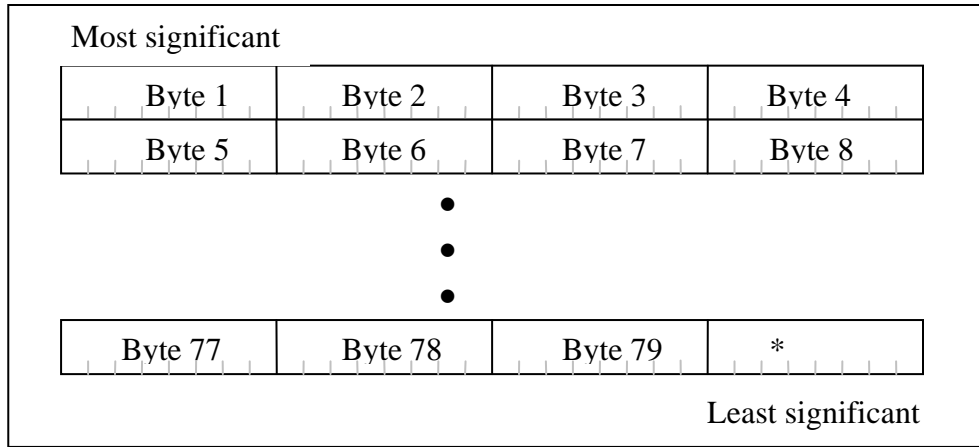 Most significant
Byte 1 Byte 2 Byte 3 Byte 4
Byte 5 Byte 6 Byte 7 Byte 8
•
•
•
Byte 77 Byte 78 Byte 79 *
Least significant